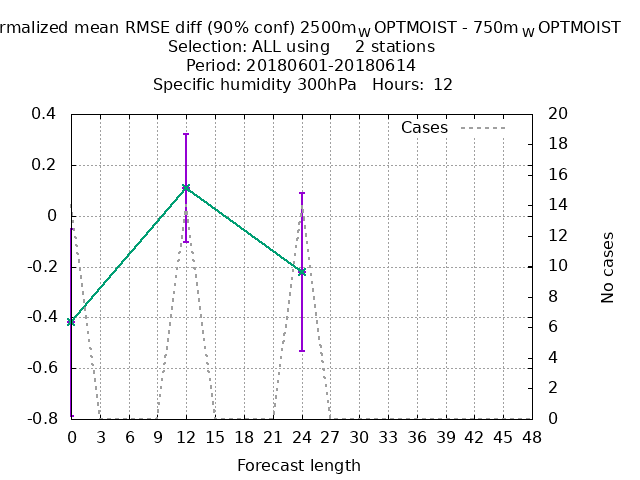 rmalized mean RMSE diff (90% conf) 2500m W OPTMOIST - 750m W OPTMOIST
Selection: ALL using 2 stations
Period: 20180601-20180614
Specific humidity 300hPa Hours: 12
Cases
0.4
0.2
0
-0.2
-0.4
-0.6
-0.8
20
18
16
14
12
10
8
6
4
2
0
No cases
0 3 6 9 12 15 18 21 24 27 30 33 36 39 42 45 48
Forecast length